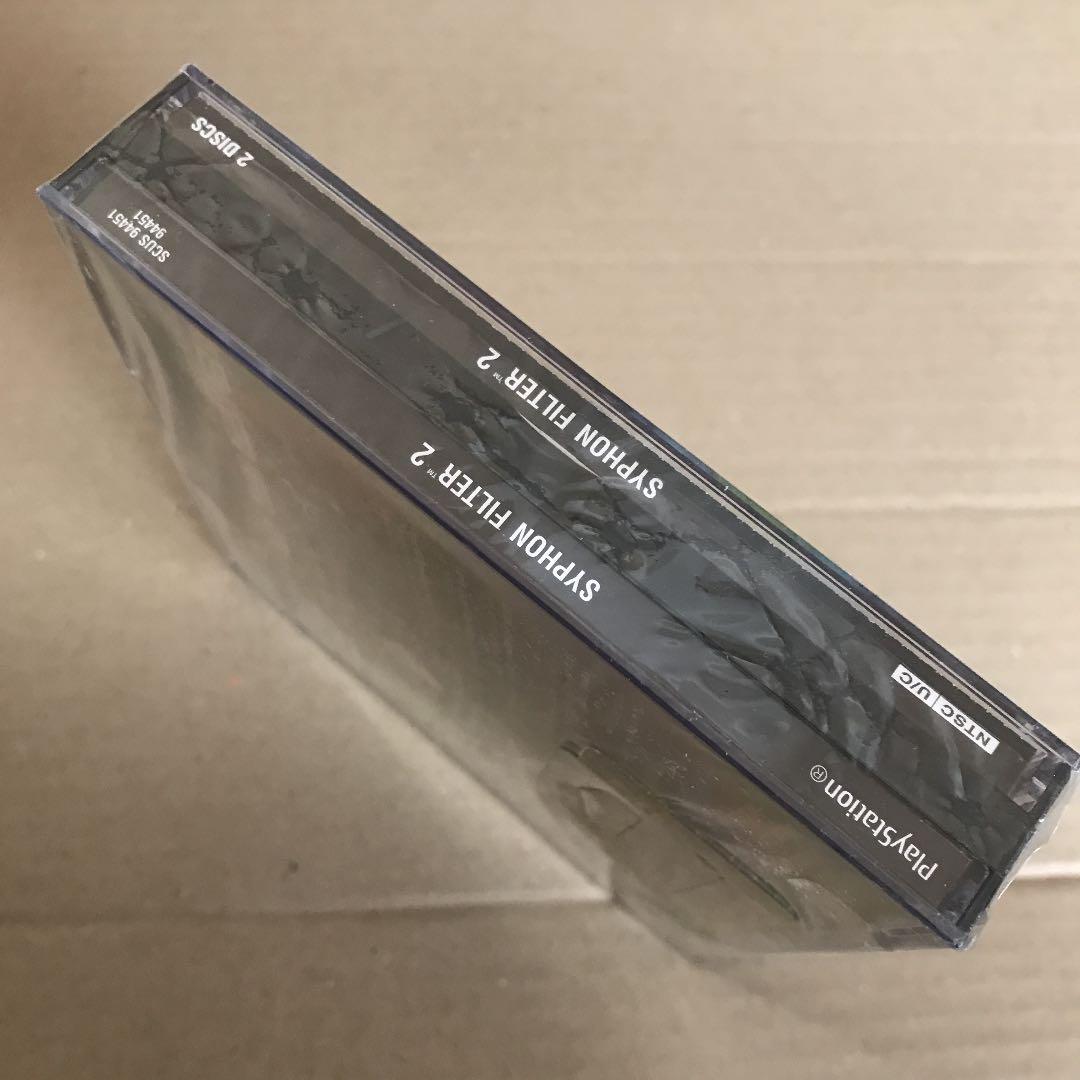 NTSC U/C
SYPHON FILTER™ 2
2 DISCS
PlayStation®
SYPHON FILTER™ 2
SCUS 94451
94451